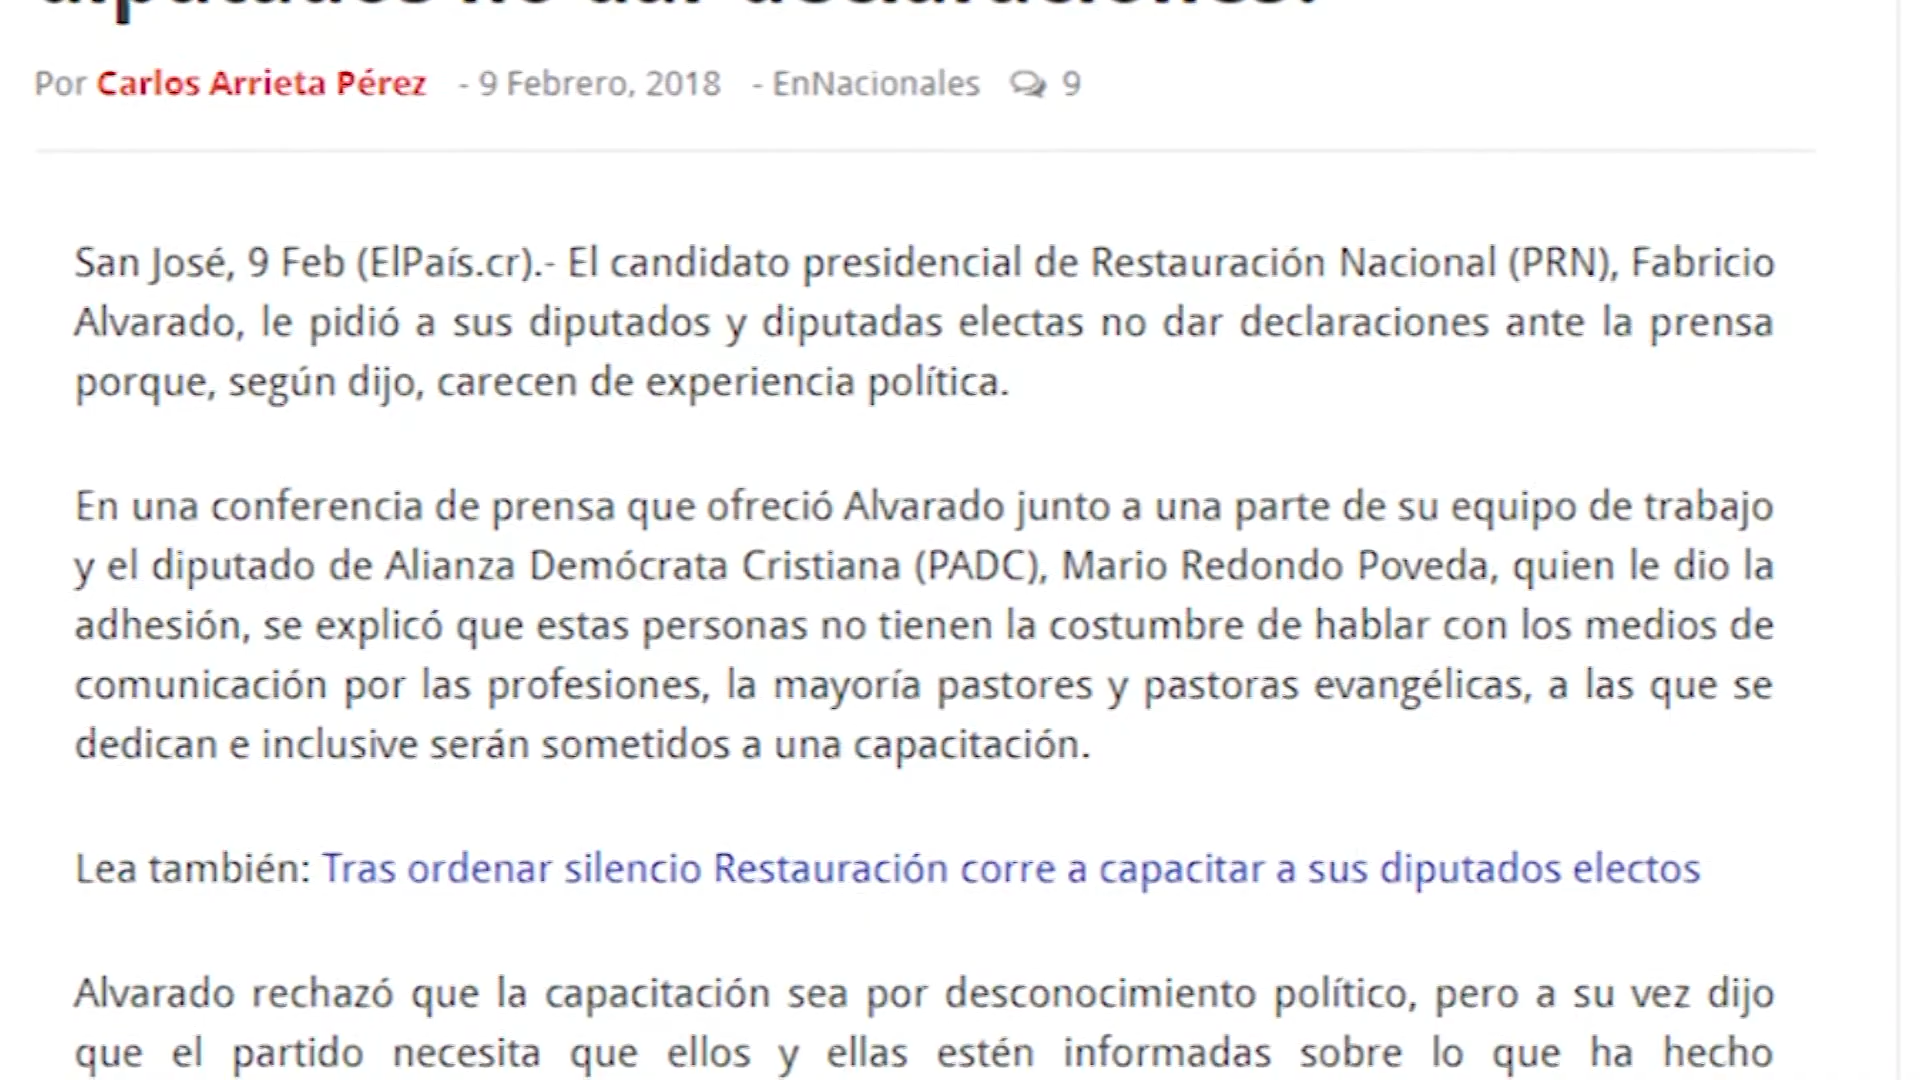 diputados no dar declaraciones?
Por Carlos Arrieta Pérez - 9 Febrero, 2018 - EnNacionales 9
San José, 9 Feb (ElPaís.cr).- El candidato presidencial de Restauración Nacional (PRN), Fabricio
Alvarado, le pidió a sus diputados y diputadas electas no dar declaraciones ante la prensa
porque, según dijo, carecen de experiencia política.
En una conferencia de prensa que ofreció Alvarado junto a una parte de su equipo de trabajo
y el diputado de Alianza Demócrata Cristiana (PADC), Mario Redondo Poveda, quien le dio la
adhesión, se explicó que estas personas no tienen la costumbre de hablar con los medios de
comunicación por las profesiones, la mayoría pastores y pastoras evangélicas, a las que se
dedican e inclusive serán sometidos a una capacitación.
Lea también: Tras ordenar silencio Restauración corre a capacitar a sus diputados electos
Alvarado rechazó que la capacitación sea por desconocimiento político, pero a su vez dijo
que el partido necesita que ellos y ellas estén informadas sobre lo que ha hecho